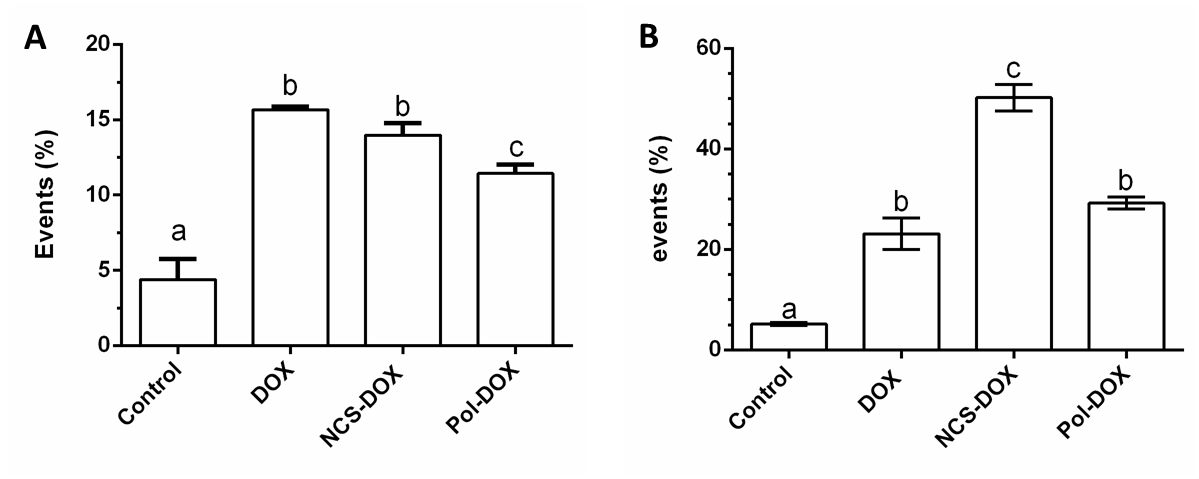 A
Events (%)
20
15
10
5
0
a
b
b
c
Control
DOX
NCS-DOX
Pol-DOX
B
events (%)
60
40
20
0
a
b
c
b
Control
DOX
NCS-DOX
Pol-DOX